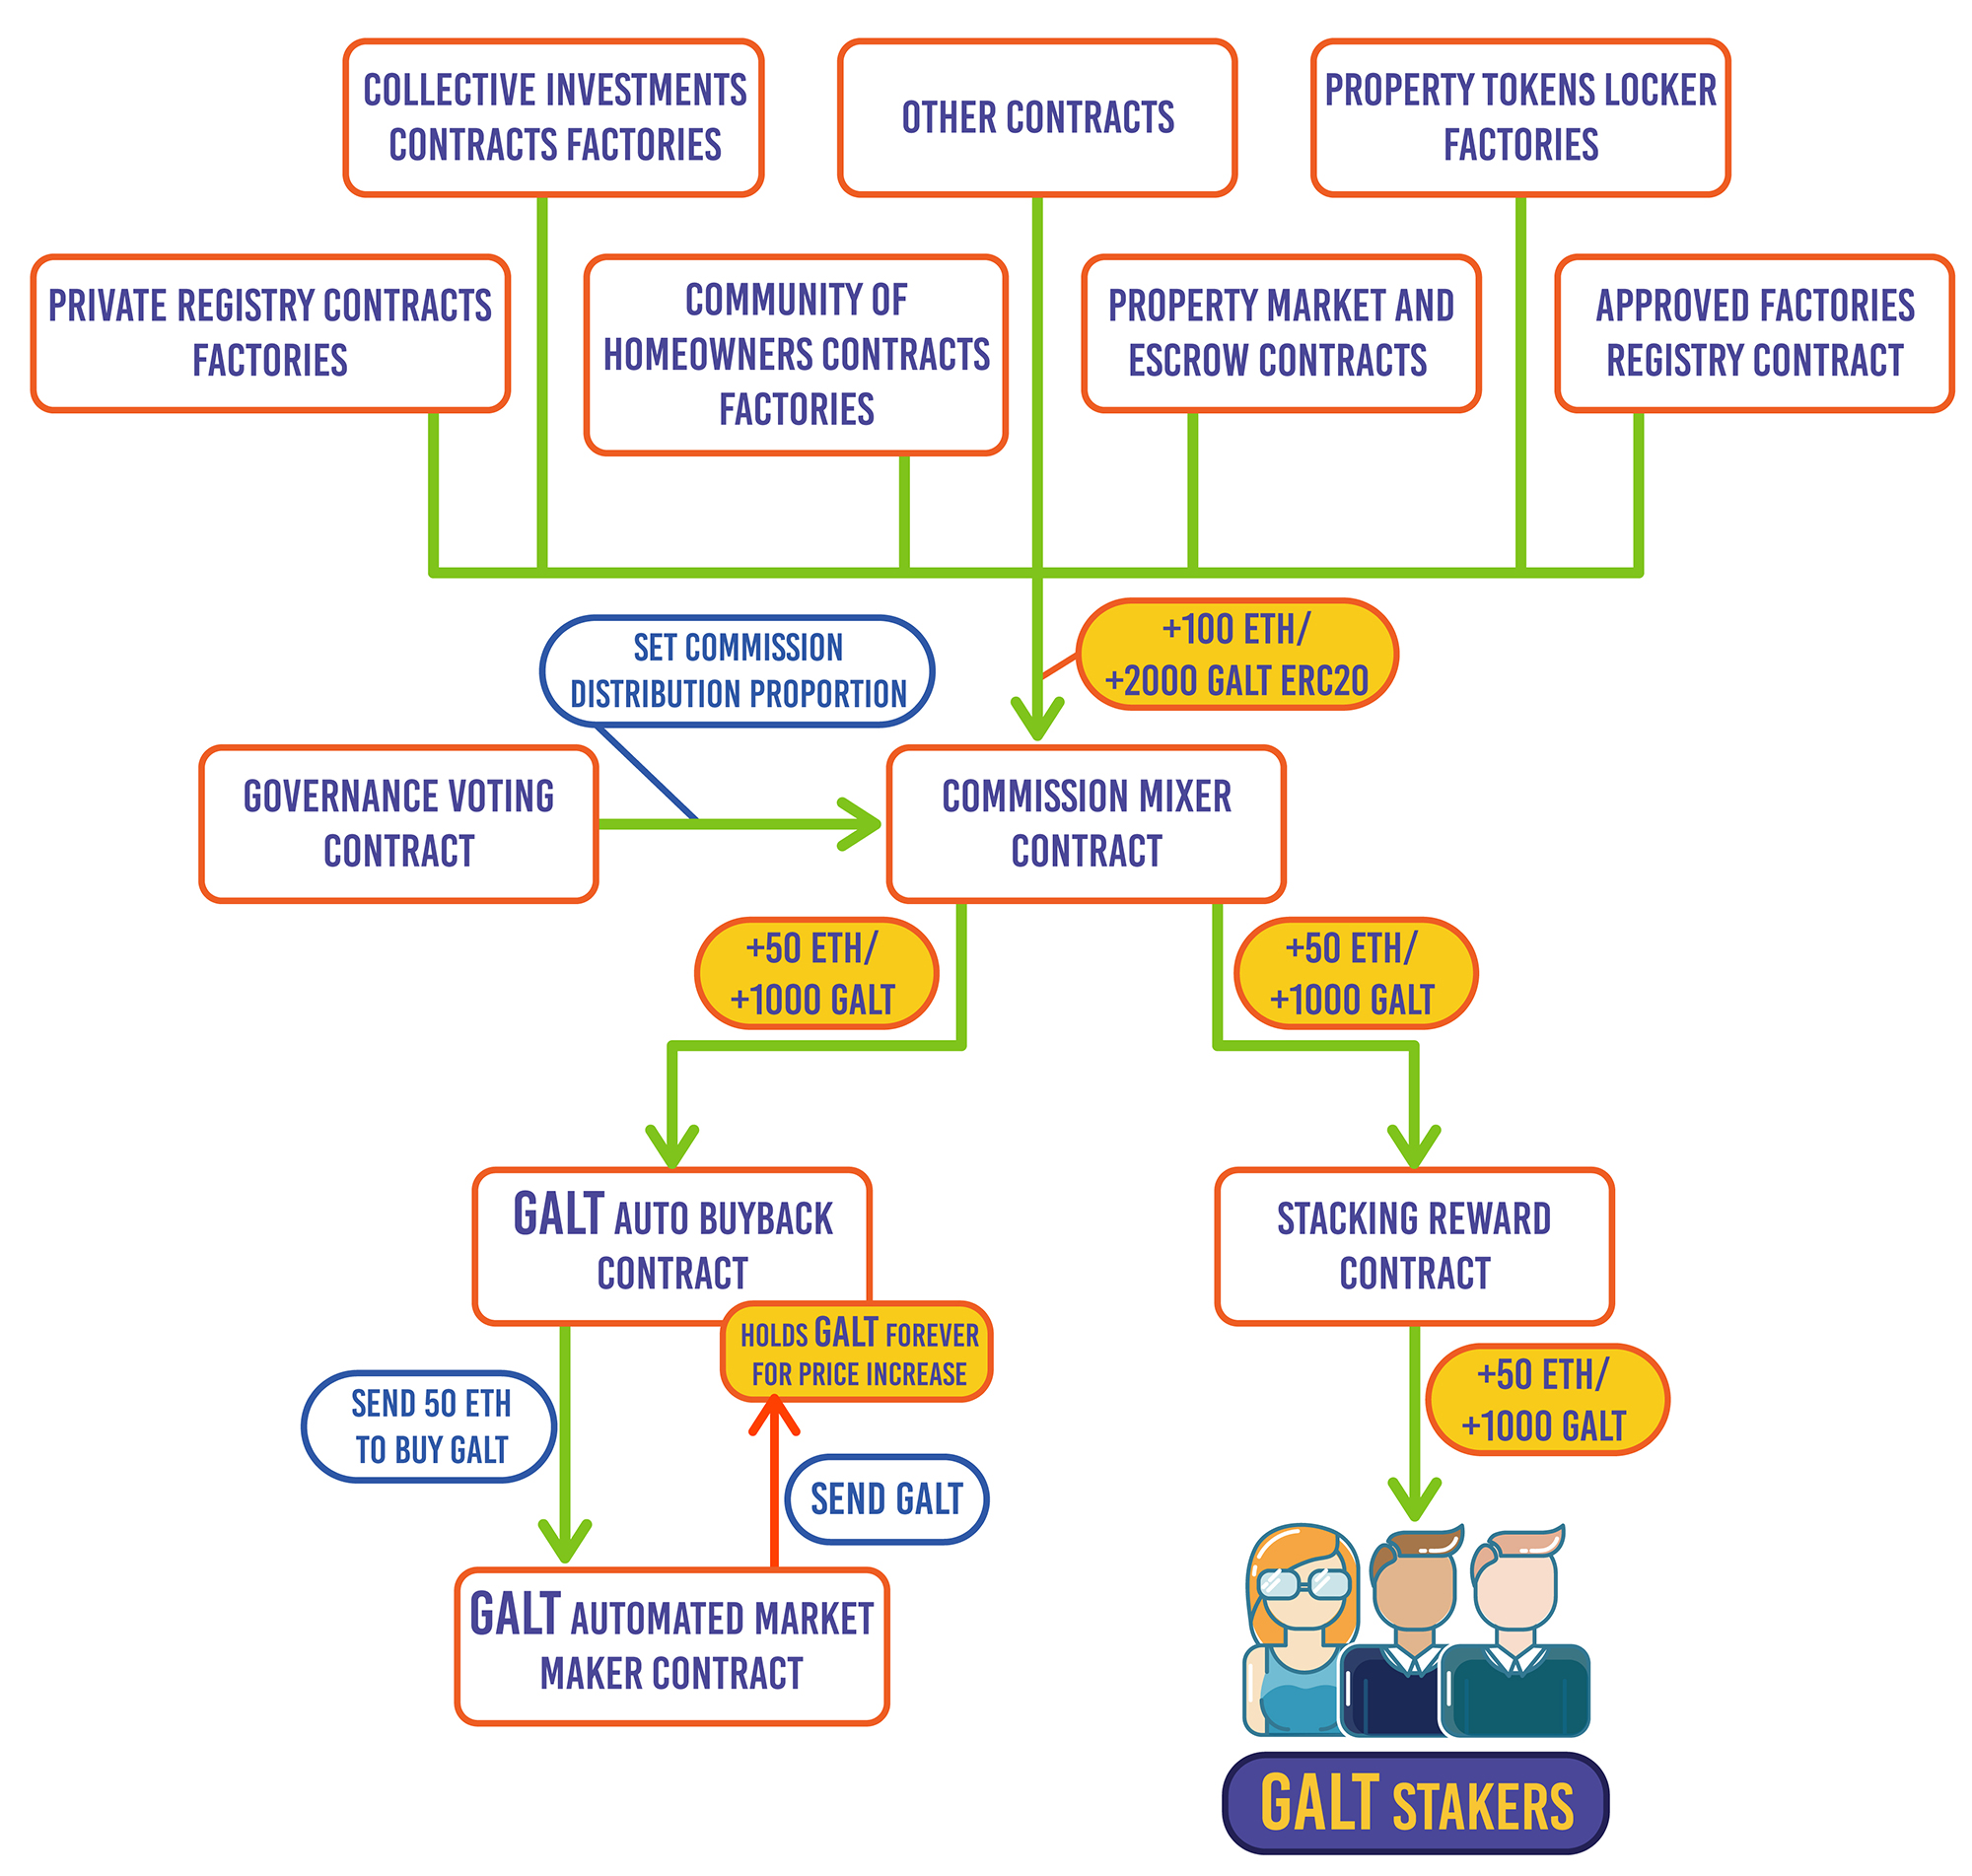 COLLECTIVE INVESTMENTS
CONTRACTS FACTORIES
OTHER CONTRACTS
PROPERTY TOKENS LOCKER
FACTORIES
PRIVATE REGISTRY CONTRACTS
FACTORIES
COMMUNITY OF
HOMEOWNERS CONTRACTS
FACTORIES
PROPERTY MARKET AND
ESCROW CONTRACTS
APPROVED FACTORIES
REGISTRY CONTRACT
SET COMMISSION
DISTRIBUTION PROPORTION
+100 ETH/
+2000 GALT ERC20
GOVERNANCE VOTING
CONTRACT
COMMISSION MIXER
CONTRACT
+50 ETH/
+1000 GALT
+50 ETH/
+1000 GALT
GALT AUTO BUYBACK
CONTRACT
STACKING REWARD
CONTRACT
HOLDS GALT FOREVER
FOR PRICE INCREASE
SEND 50 ETH
TO BUY GALT
+50 ETH/
+1000 GALT
SEND GALT
GALT AUTOMATED MARKET
MAKER CONTRACT
GALT STAKERS